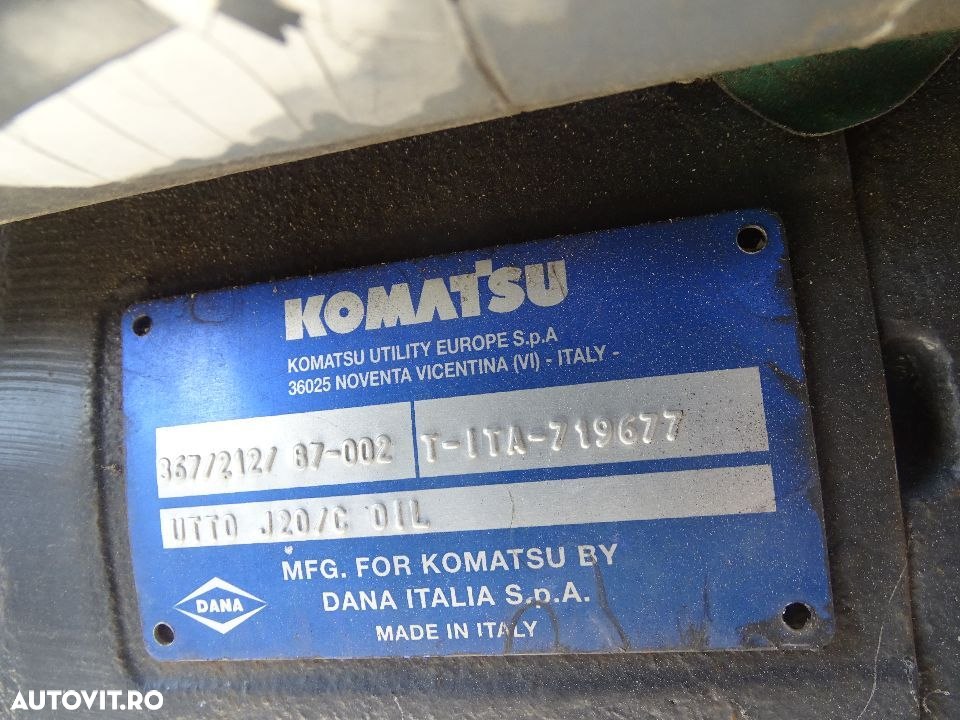 KOMATSU
KOMATSU UTILITY EUROPE S.p.A
36025 NOVENTA VICENTINA (VI) - ITALY -
867/212/ 87-002 T-ITA-719677
UTTO J20/C OIL
MFG. FOR KOMATSU BY
DANA ITALIA S.p.A.
DANA
MADE IN ITALY
AUTOVIT.RO